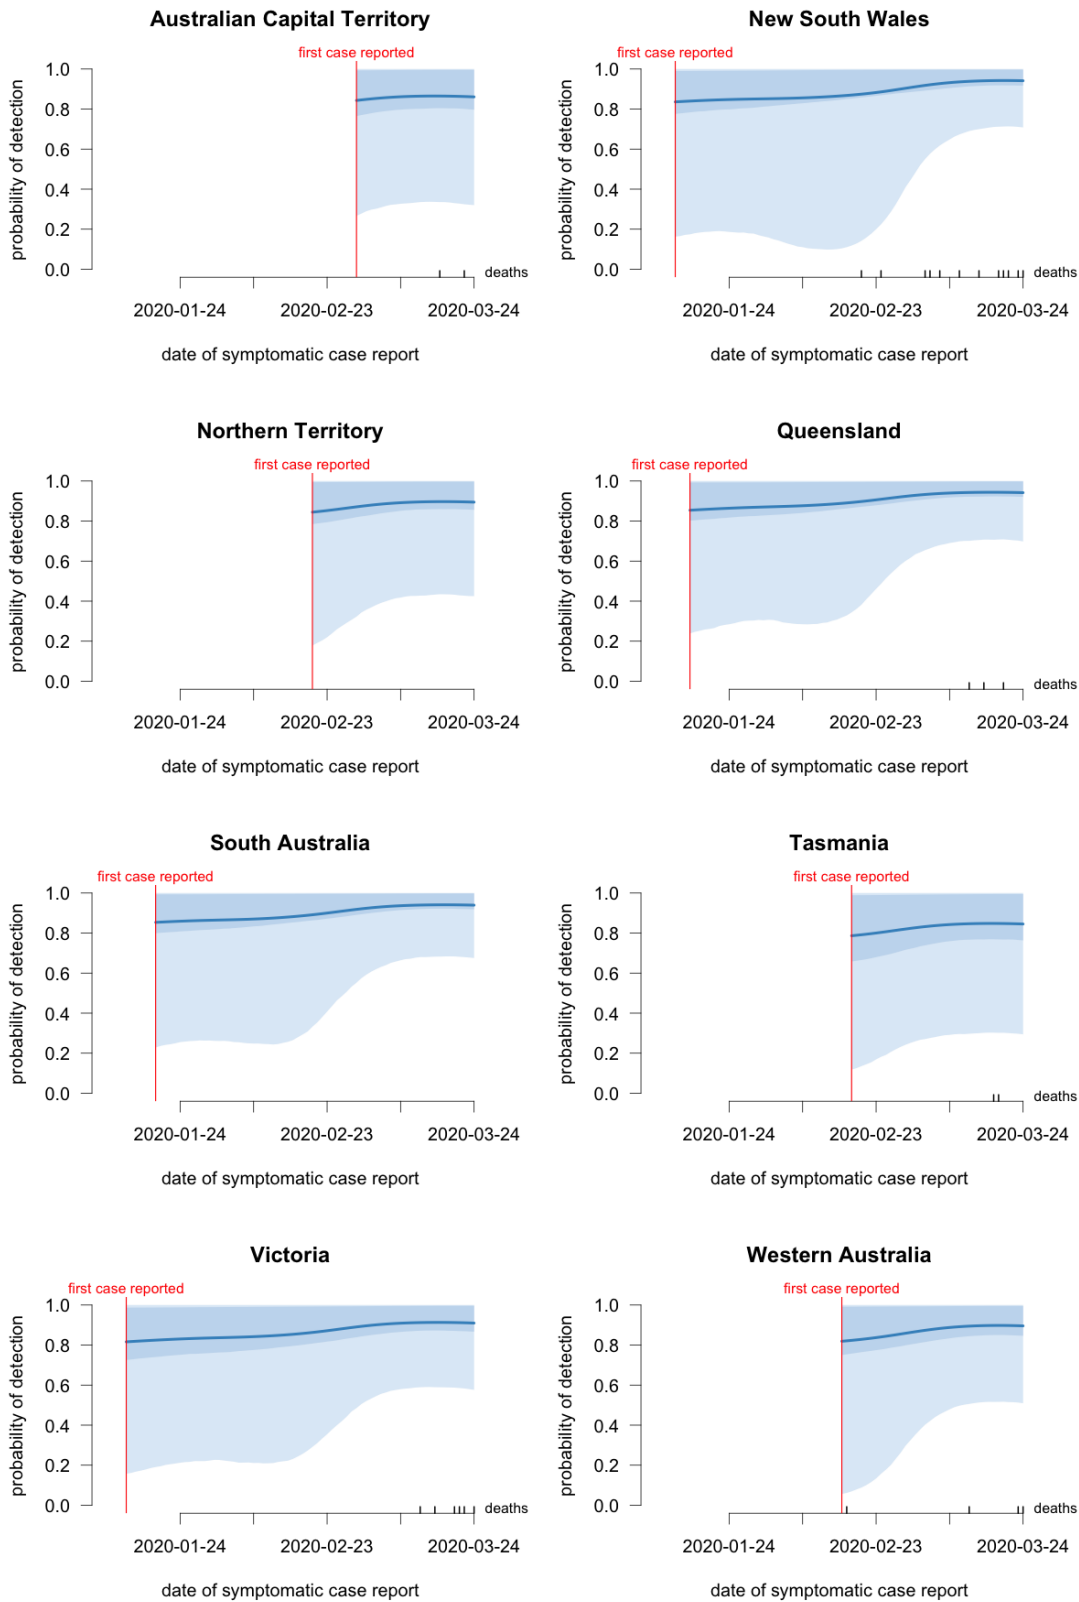 Australian Capital Territory
first case reported
probability of detection
1.0
0.8
0.6
0.4
0.2
0.0
deaths
2020-01-24 2020-02-23 2020-03-24
date of symptomatic case report
New South Wales
first case reported
probability of detection
1.0
0.8
0.6
0.4
0.2
0.0
deaths
2020-01-24 2020-02-23 2020-03-24
date of symptomatic case report
Northern Territory
first case reported
probability of detection
1.0
0.8
0.6
0.4
0.2
0.0
2020-01-24 2020-02-23 2020-03-24
date of symptomatic case report
Queensland
first case reported
probability of detection
1.0
0.8
0.6
0.4
0.2
0.0
deaths
2020-01-24 2020-02-23 2020-03-24
date of symptomatic case report
South Australia
first case reported
probability of detection
1.0
0.8
0.6
0.4
0.2
0.0
2020-01-24 2020-02-23 2020-03-24
date of symptomatic case report
Tasmania
first case reported
probability of detection
1.0
0.8
0.6
0.4
0.2
0.0
deaths
2020-01-24 2020-02-23 2020-03-24
date of symptomatic case report
Victoria
first case reported
probability of detection
1.0
0.8
0.6
0.4
0.2
0.0
deaths
2020-01-24 2020-02-23 2020-03-24
date of symptomatic case report
Western Australia
first case reported
probability of detection
1.0
0.8
0.6
0.4
0.2
0.0
deaths
2020-01-24 2020-02-23 2020-03-24
date of symptomatic case report